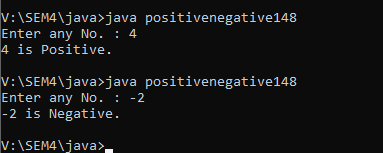 V:\SEM4\java>java positivenegative148
Enter any No. : 4
4 is Positive.
V:\SEM4\java>java positivenegative148
Enter any No. : -2
-2 is Negative.
V:\SEM4\java>